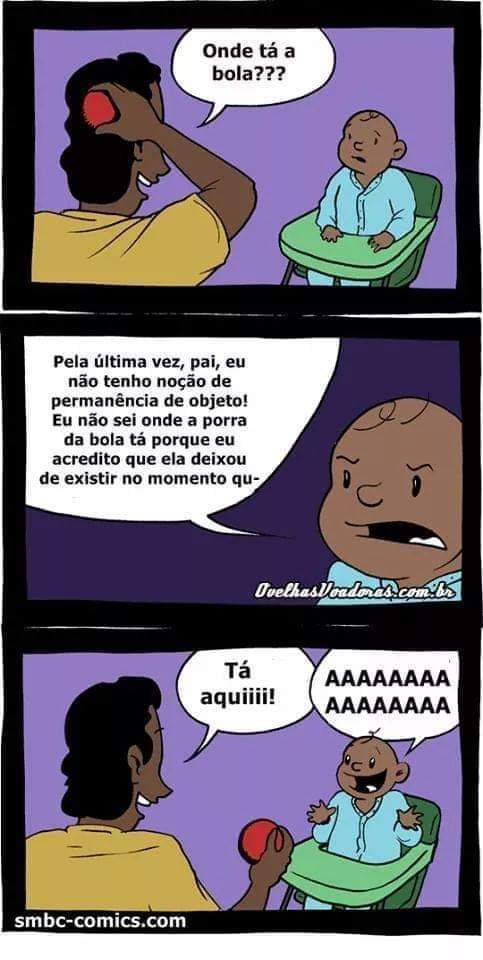 Onde tá a
bola???
Pela última vez, pai, eu
não tenho noção de
permanência de objeto!
Eu não sei onde a porra
da bola tá porque eu
acredito que ela deixou
de existir no momento qu-
OvelhasVoadoras.com.br
Tá
aquiiii!
AAAAAAAA
AAAAAAAA
smbc-comics.com